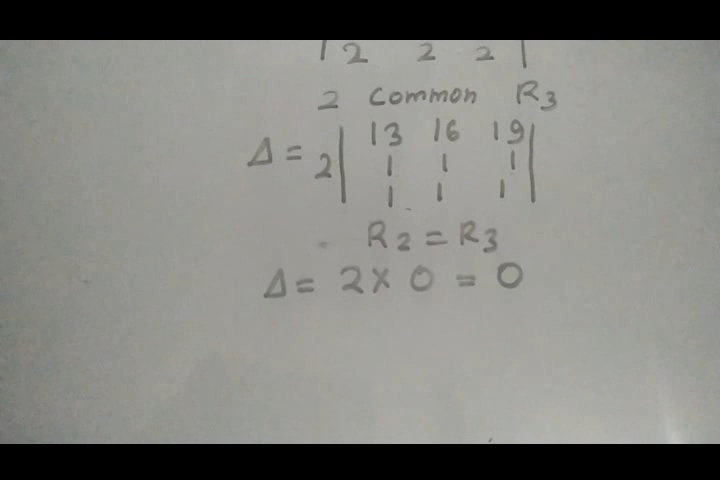 | 2 2 2 |
2 Common R3
Δ = 2 | 13 16 19 |
| 1 1 1 |
| 1 1 1 |
R2 = R3
Δ = 2 × 0 = 0